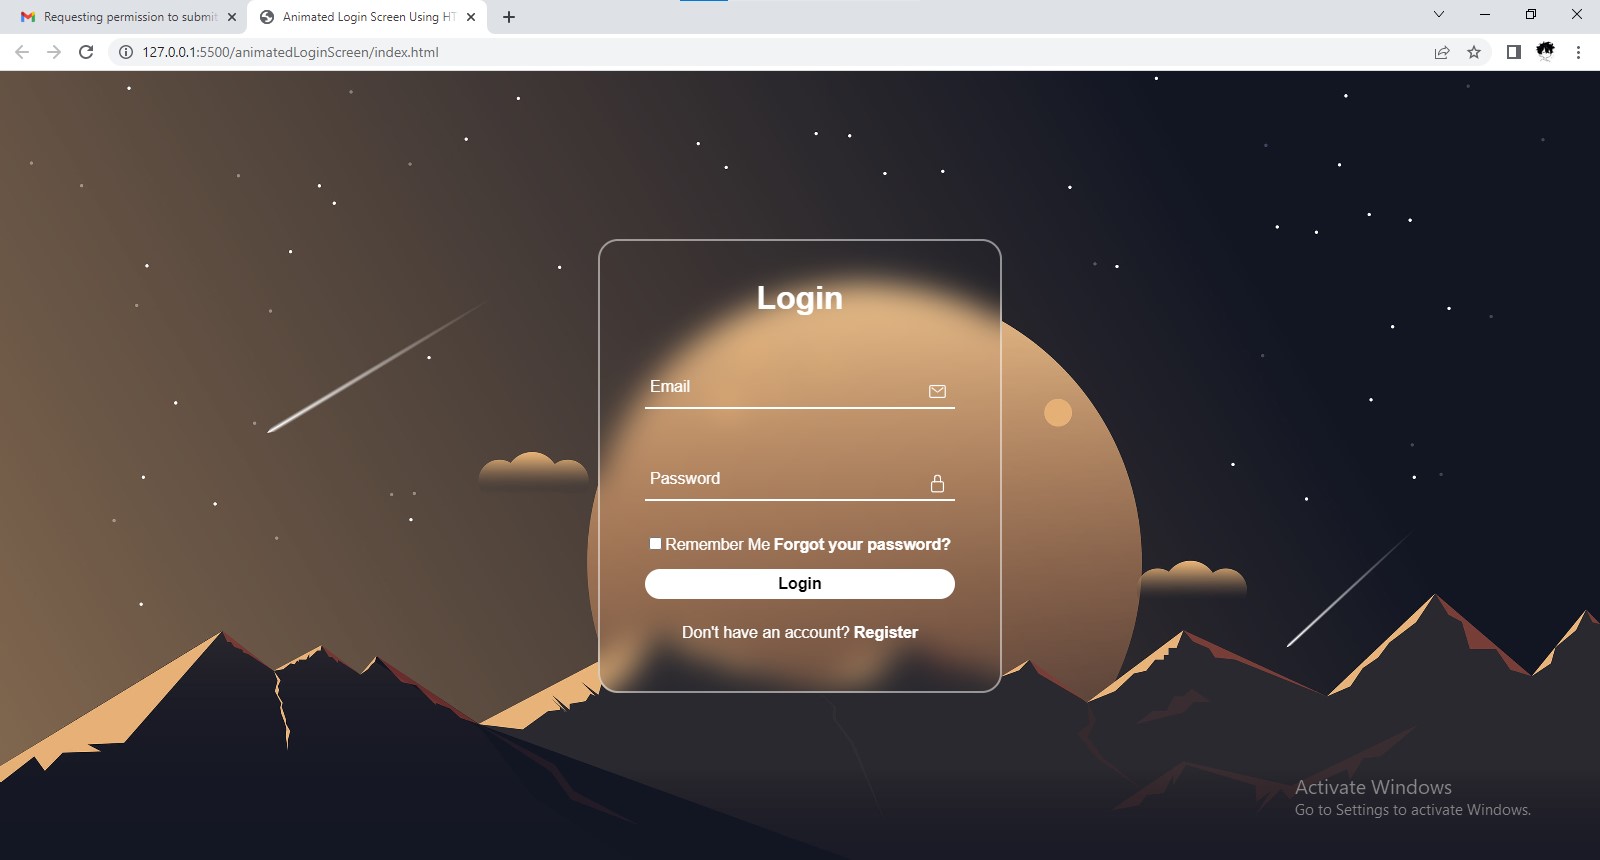 Requesting permission to submit
Animated Login Screen Using HT
127.0.0.1:5500/animatedLoginScreen/index.html
Login
Email
Password
Remember Me Forgot your password?
Login
Don't have an account? Register
Activate Windows
Go to Settings to activate Windows.